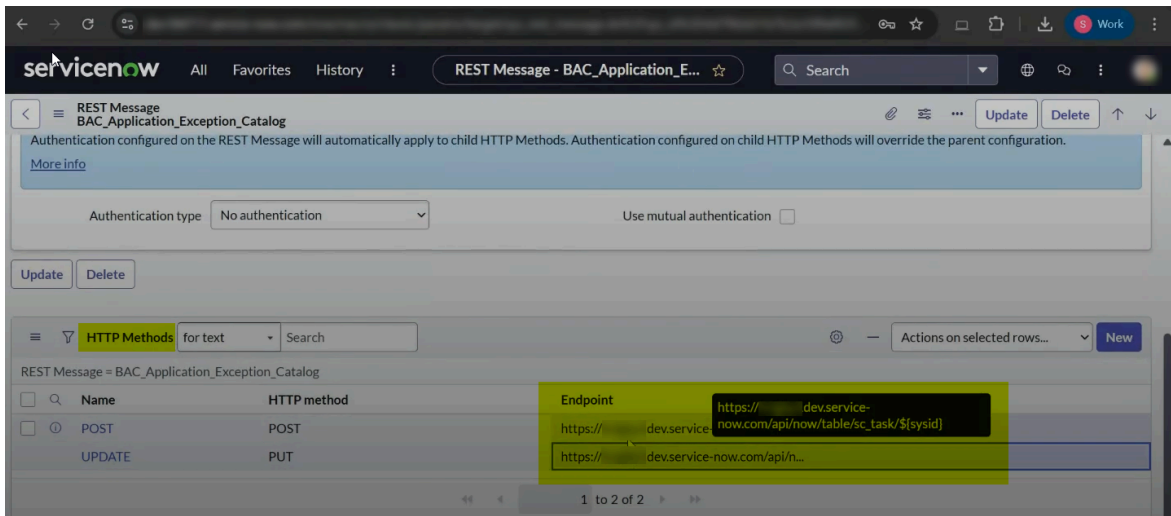 S Work
servicenow All Favorites History REST Message - BAC_Application_E... Search
REST Message
BAC_Application_Exception_Catalog
Update Delete
Authentication configured on the REST Message will automatically apply to child HTTP Methods. Authentication configured on child HTTP Methods will override the parent configuration.
More info
Authentication type No authentication Use mutual authentication
Update Delete
HTTP Methods for text Search Actions on selected rows... New
REST Message = BAC_Application_Exception_Catalog
Name HTTP method Endpoint
https:// dev.service-
now.com/api/now/table/sc_task/${sysid}
POST POST https:// dev.service-
UPDATE PUT https:// dev.service-now.com/api/n...
1 to 2 of 2